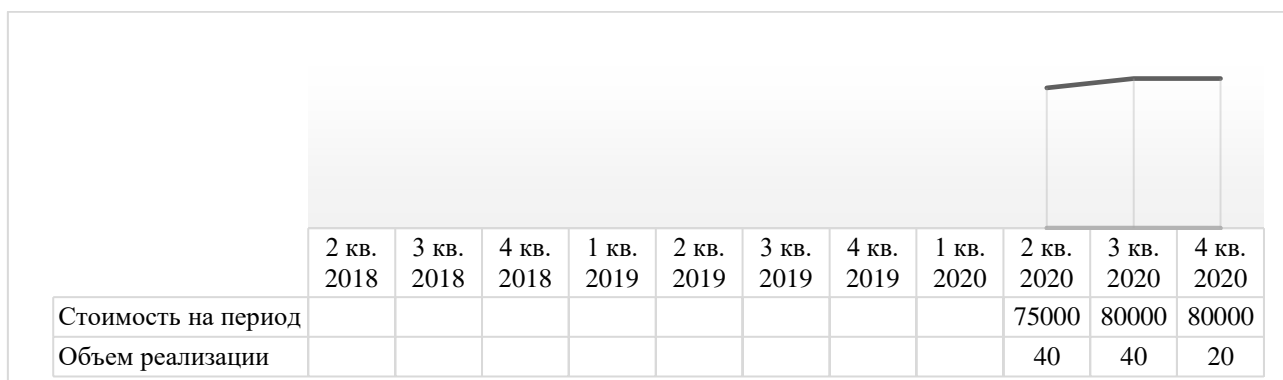 2 кв. 3 кв. 4 кв. 1 кв. 2 кв. 3 кв. 4 кв. 1 кв. 2 кв. 3 кв. 4 кв.
2018 2018 2018 2019 2019 2019 2019 2020 2020 2020 2020
Стоимость на период 75000 80000 80000
Объем реализации 40 40 20